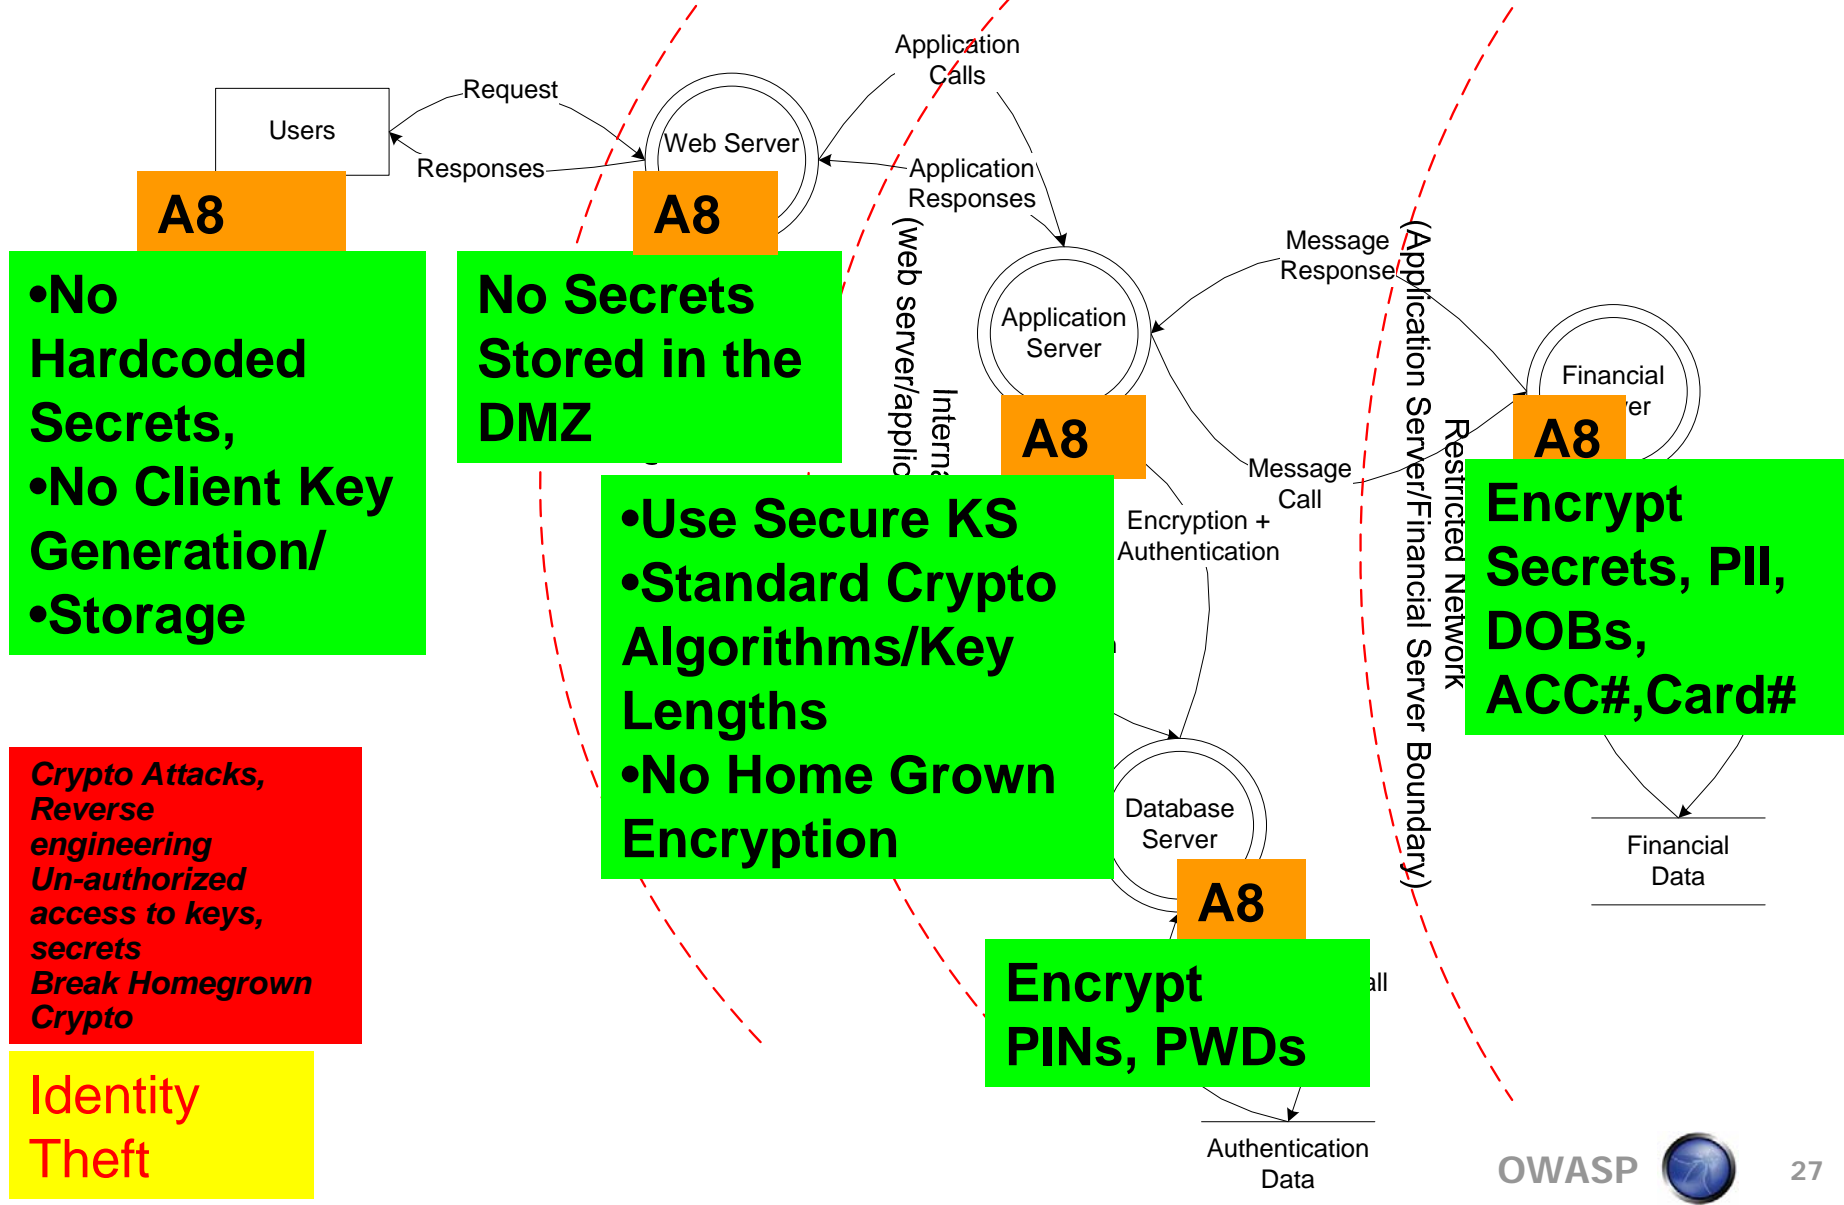 Application
Calls
Request
Users
Web Server
Responses
Application
Responses
A8
A8
•No
Hardcoded
Secrets,
•No Client Key
Generation/
•Storage
No Secrets
Stored in the
DMZ
(web server/applic
Interna
Message
Response
(Application Server/Financial Server Boundary)
Restricted Network
Application
Server
Financial
A8
A8
Message
Call
Encryption +
Authentication
•Use Secure KS
•Standard Crypto
Algorithms/Key
Lengths
•No Home Grown
Encryption
Encrypt
Secrets, PII,
DOBs,
ACC#,Card#
Crypto Attacks,
Reverse
engineering
Un-authorized
access to keys,
secrets
Break Homegrown
Crypto
Database
Server
Financial
Data
A8
Encrypt
PINs, PWDs
Identity
Theft
Authentication
Data
OWASP
27